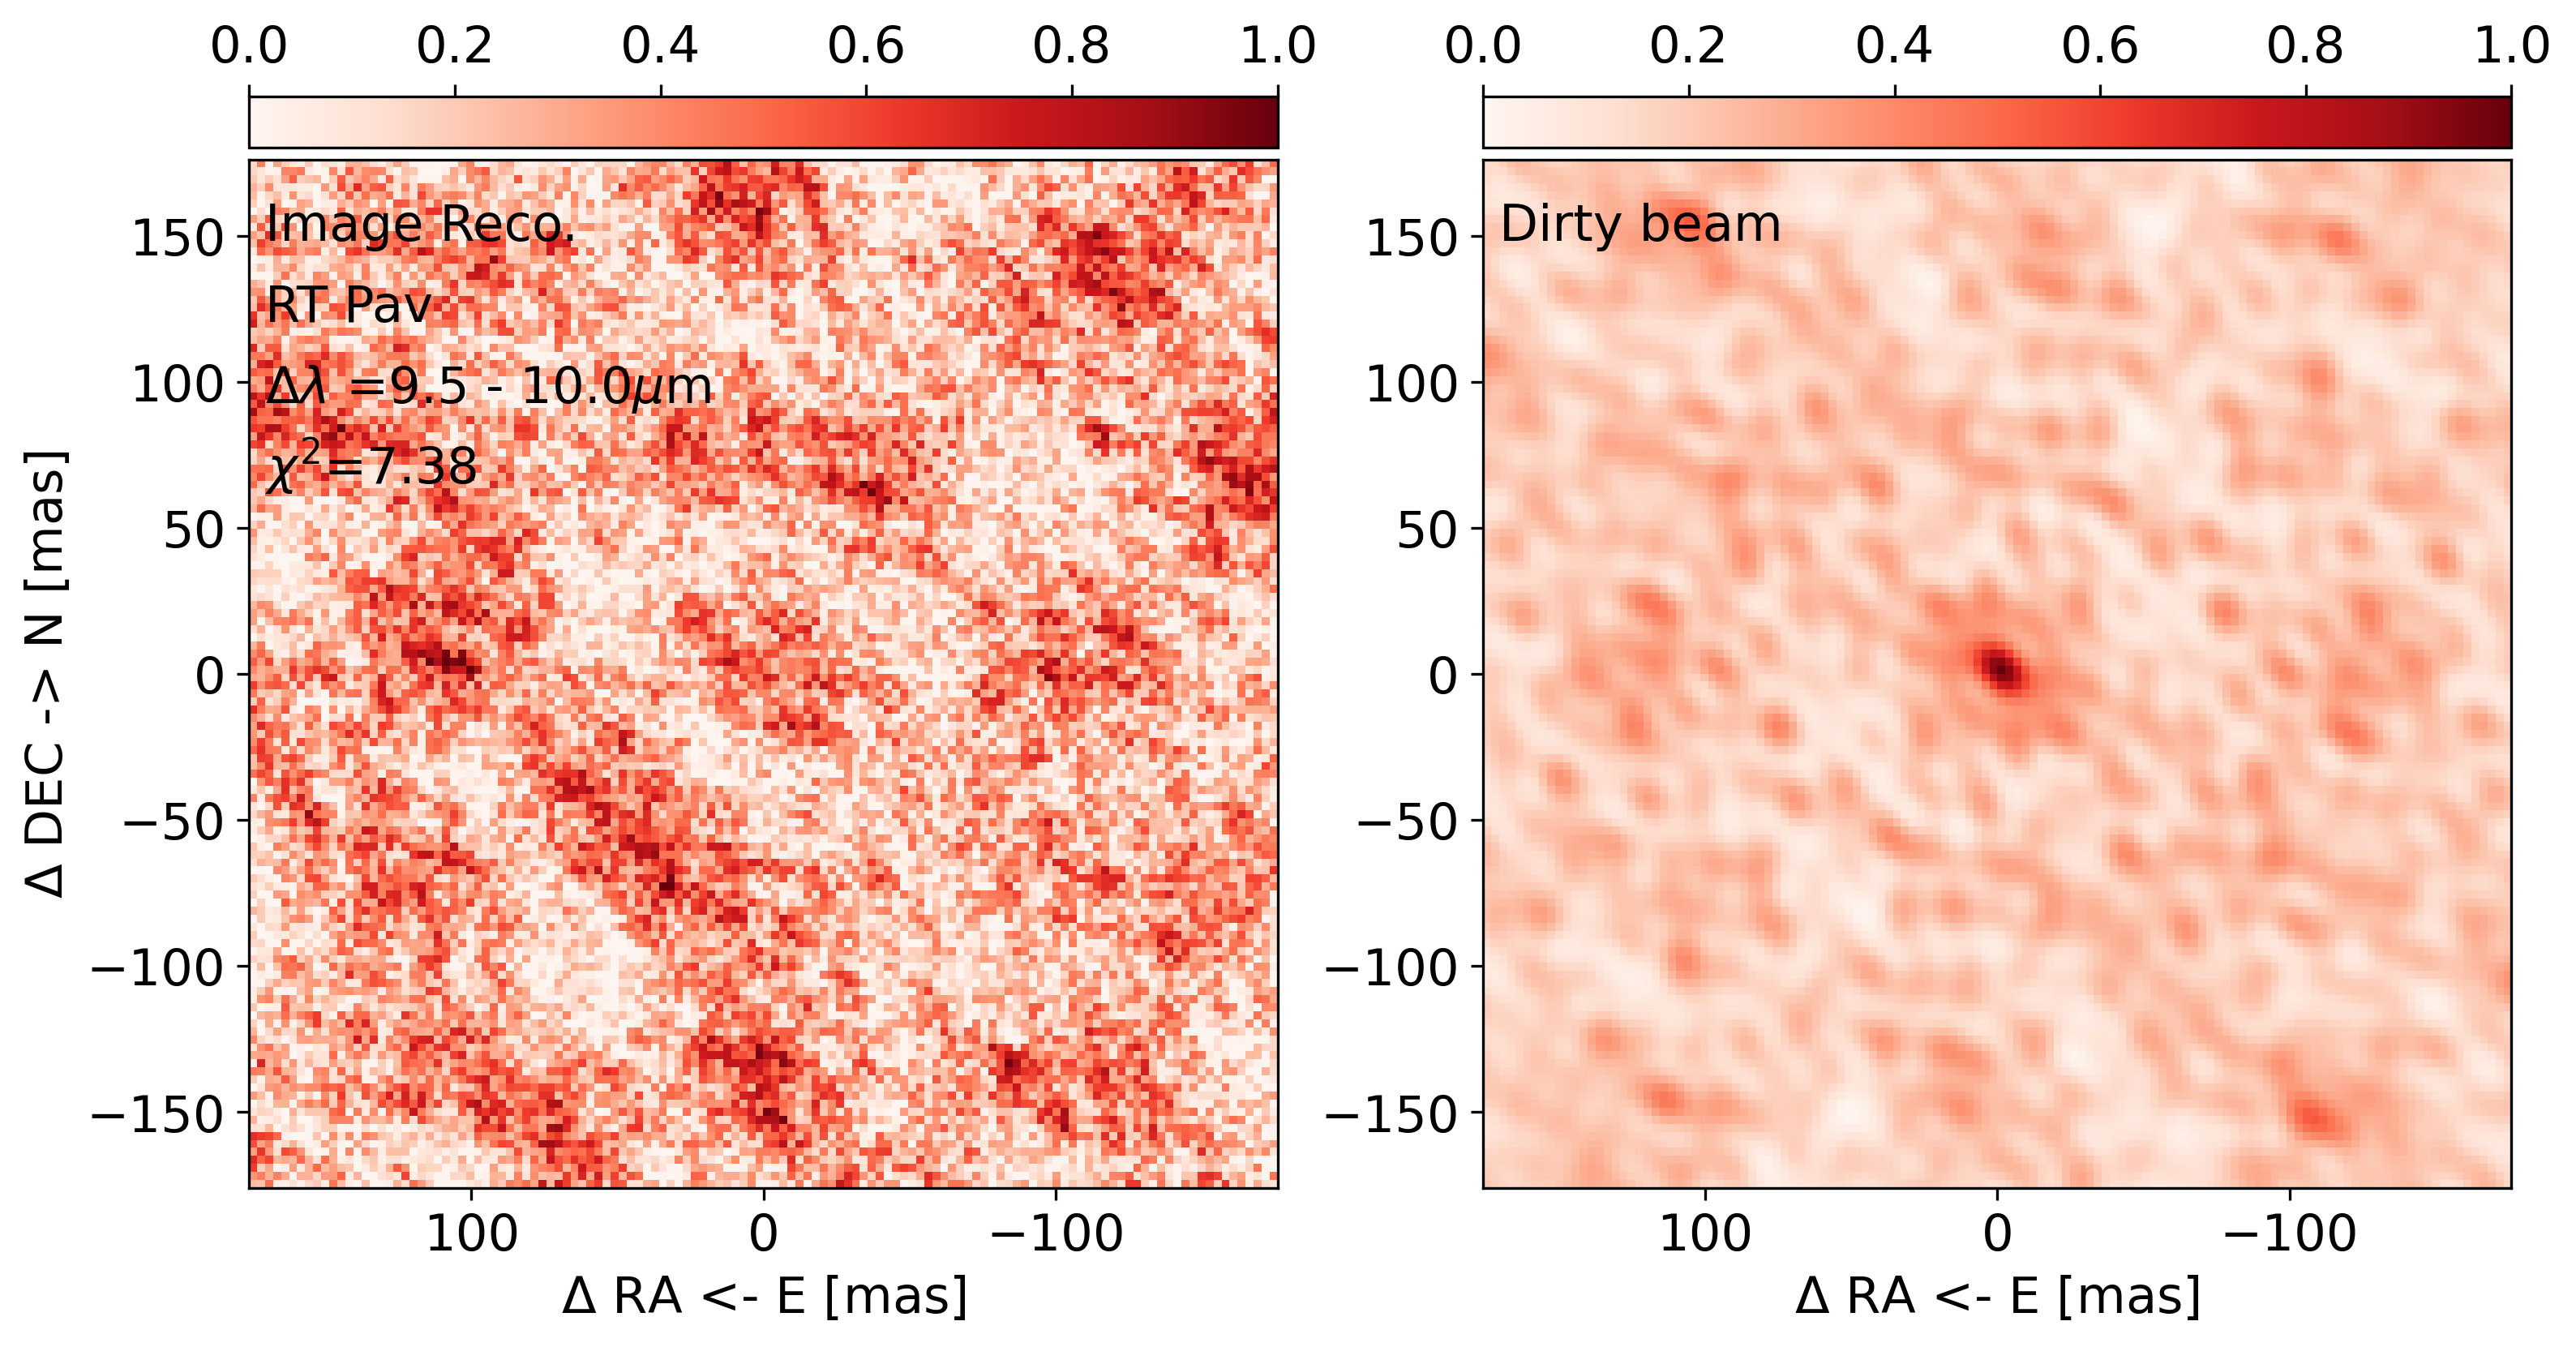 0.0 0.2 0.4 0.6 0.8 1.0
0.0 0.2 0.4 0.6 0.8 1.0
Image Reco.
RT Pav
Δλ =9.5 - 10.0μm
χ²=7.38
Dirty beam
150
100
50
0
−50
−100
−150
150
100
50
0
−50
−100
−150
100 0 −100
100 0 −100
Δ DEC -> N [mas]
Δ RA <- E [mas]
Δ RA <- E [mas]